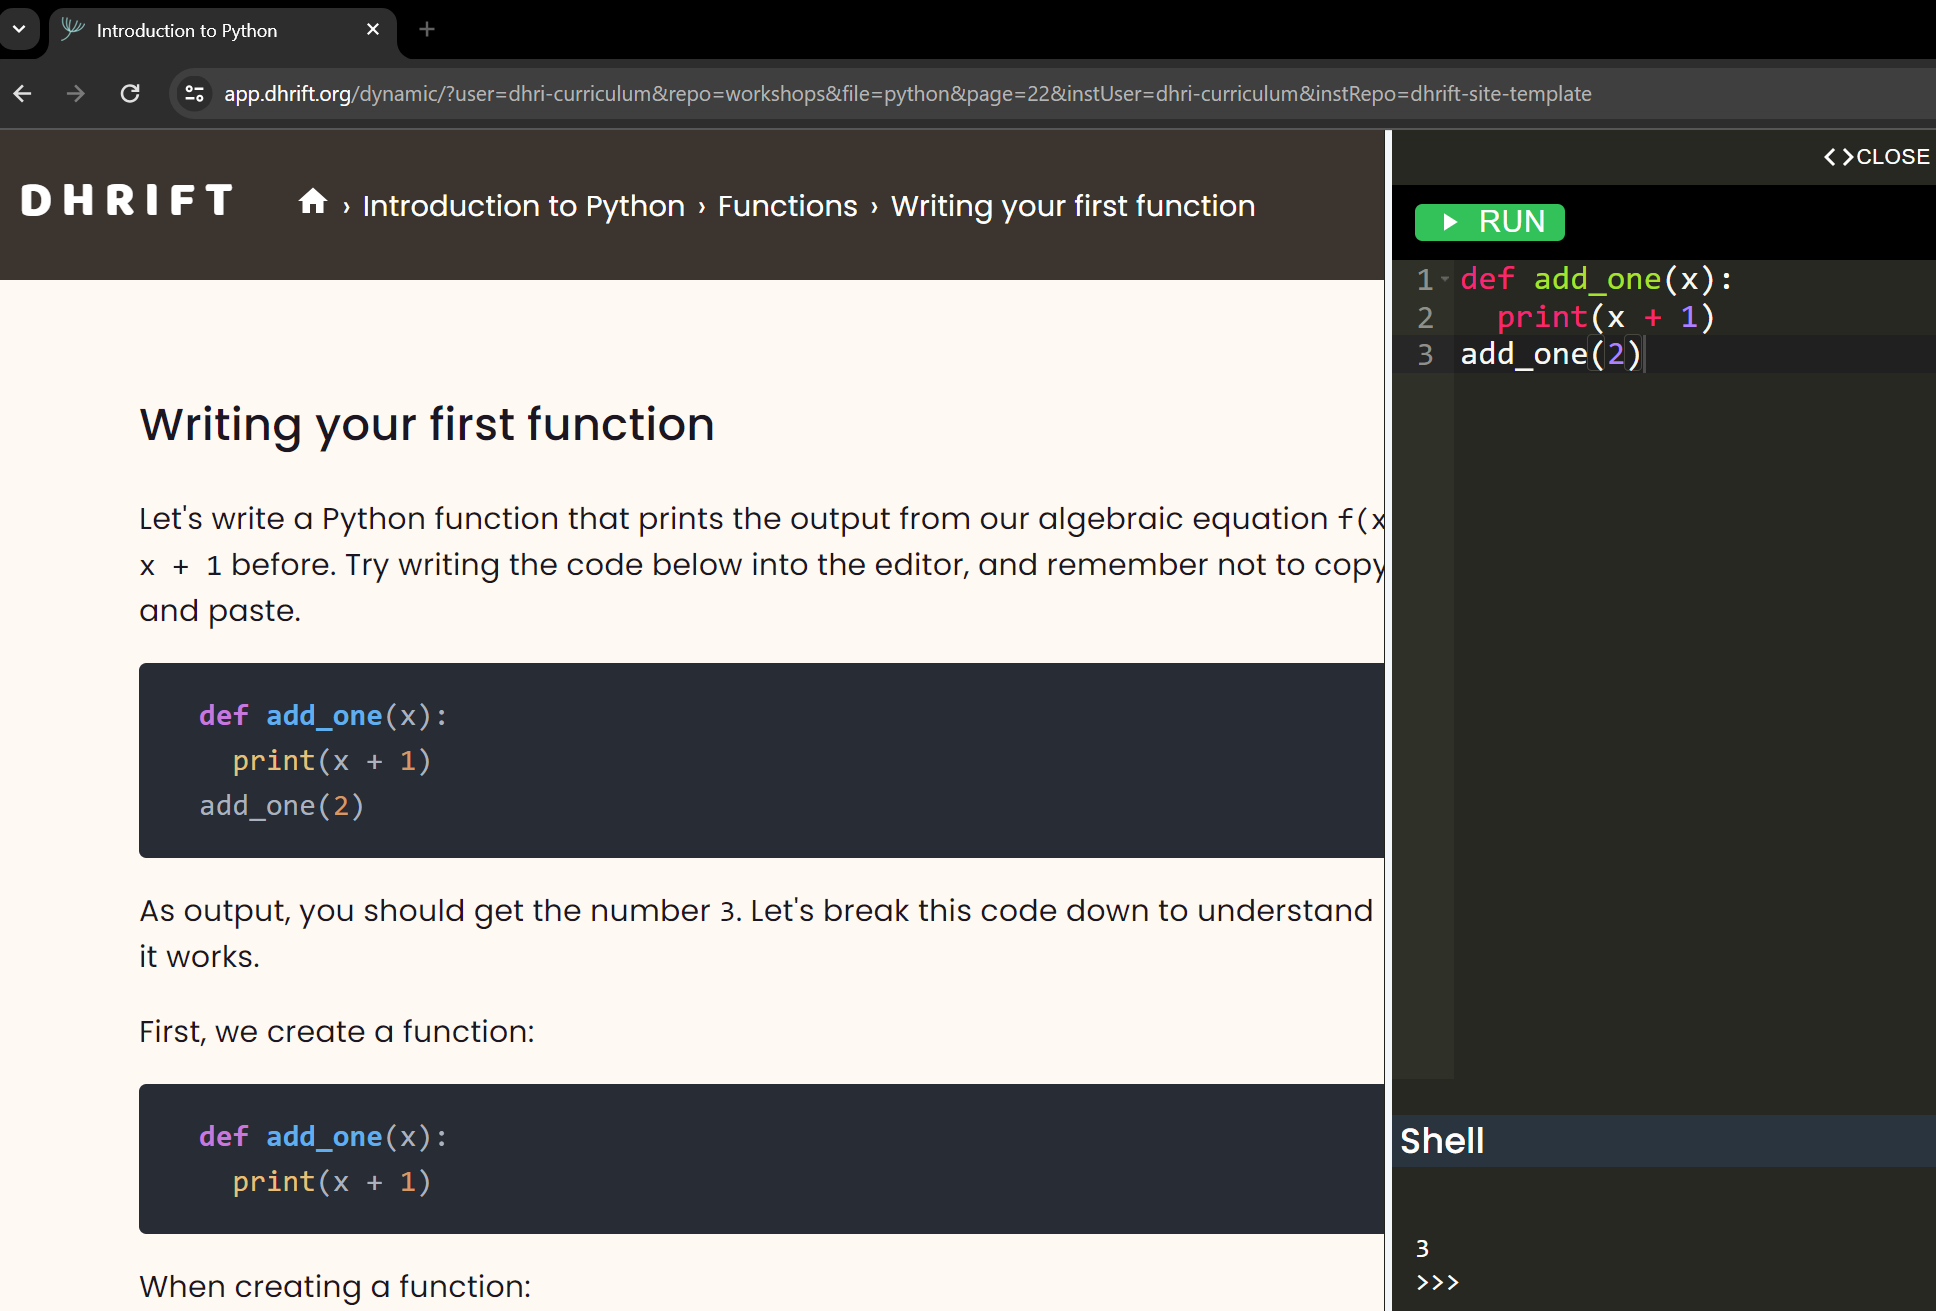 Introduction to Python
app.dhrift.org/dynamic/?user=dhri-curriculum&repo=workshops&file=python&page=22&instUser=dhri-curriculum&instRepo=dhrift-site-template
DHRIFT › Introduction to Python › Functions › Writing your first function
Writing your first function
Let's write a Python function that prints the output from our algebraic equation f(x
x + 1 before. Try writing the code below into the editor, and remember not to copy
and paste.
def add_one(x):
  print(x + 1)
add_one(2)
As output, you should get the number 3. Let's break this code down to understand
it works.
First, we create a function:
def add_one(x):
  print(x + 1)
When creating a function:
<>CLOSE
RUN
1 def add_one(x):
2   print(x + 1)
3 add_one(2)
Shell
3
>>>